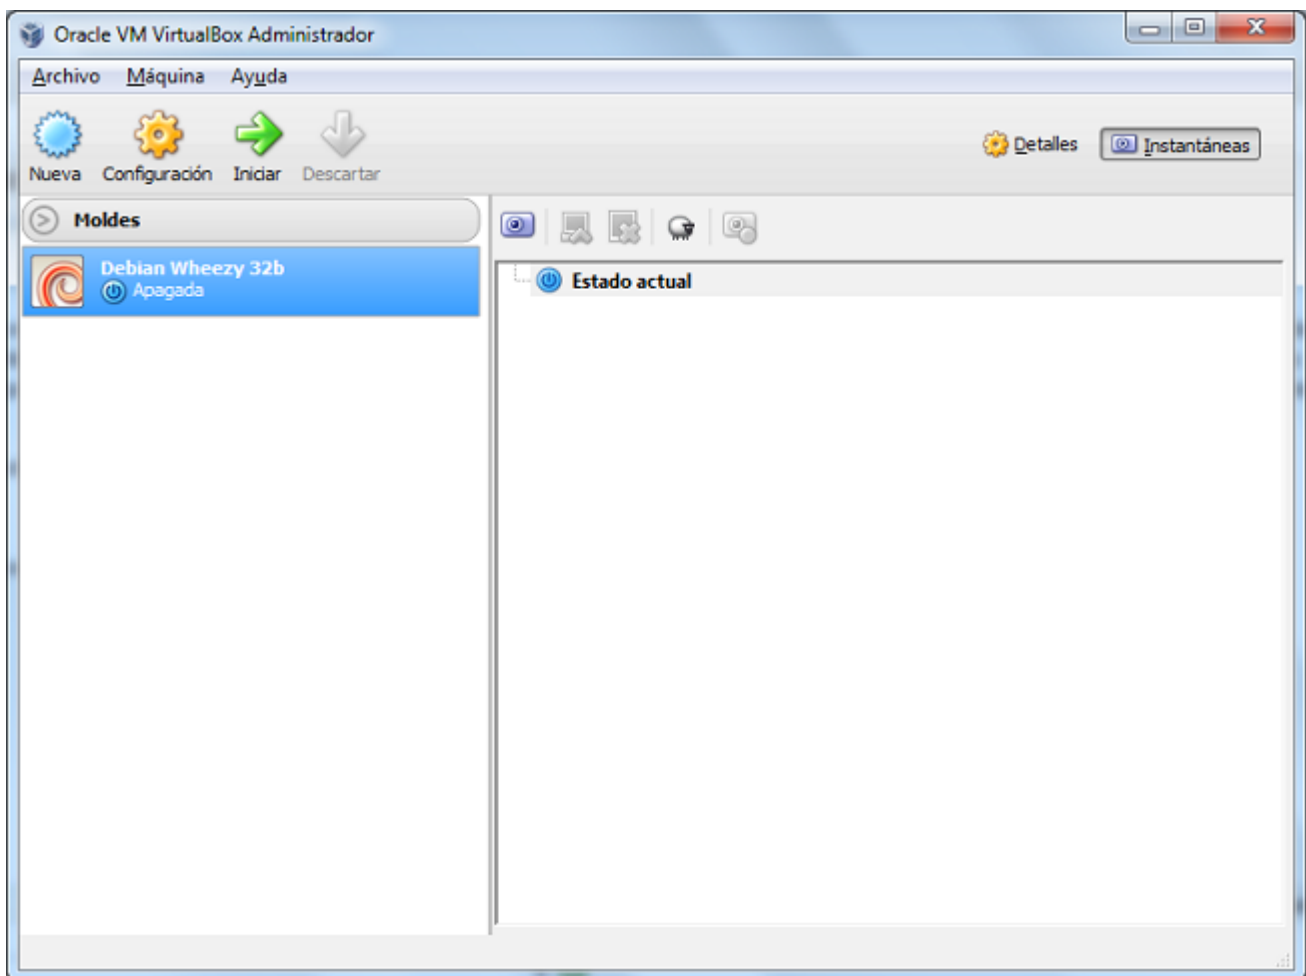 Oracle VM VirtualBox Administrador
Archivo Máquina Ayuda
Nueva Configuración Iniciar Descartar
Detalles Instantáneas
Moldes
Debian Wheezy 32b
Apagada
Estado actual